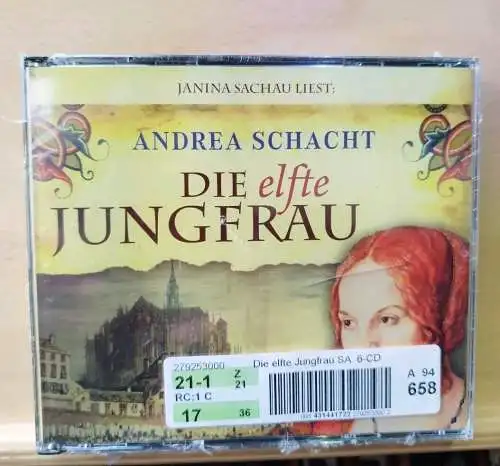 JANINA SACHAU LIEST:
ANDREA SCHACHT
DIE elfte
JUNGFRAU
279253000 Die elfte Jungfrau SA 6-CD
21-1 Z 21
RC:1 C
17 36
A 94
658